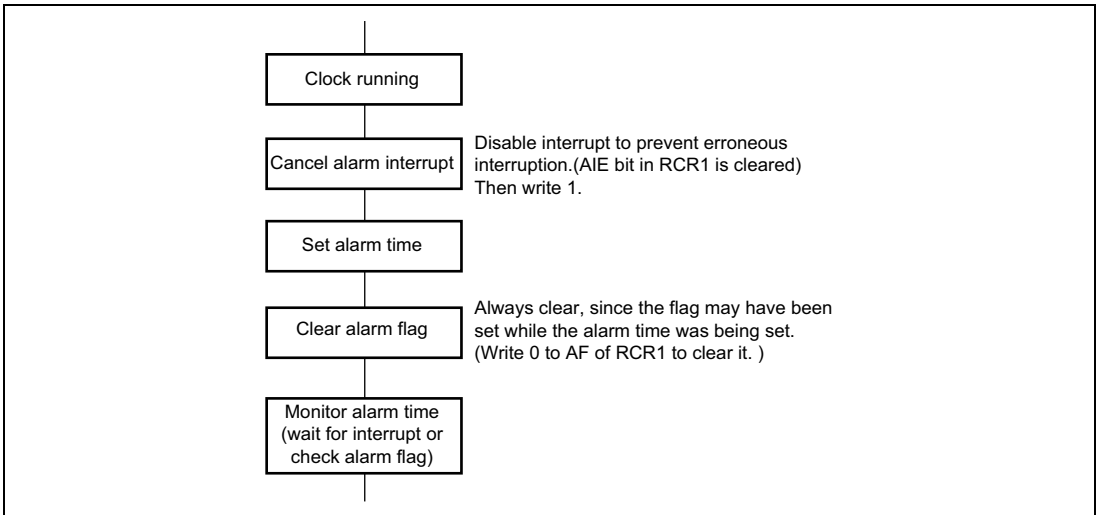 Clock running
Cancel alarm interrupt
Disable interrupt to prevent erroneous
interruption.(AIE bit in RCR1 is cleared)
Then write 1.
Set alarm time
Clear alarm flag
Always clear, since the flag may have been
set while the alarm time was being set.
(Write 0 to AF of RCR1 to clear it. )
Monitor alarm time
(wait for interrupt or
check alarm flag)